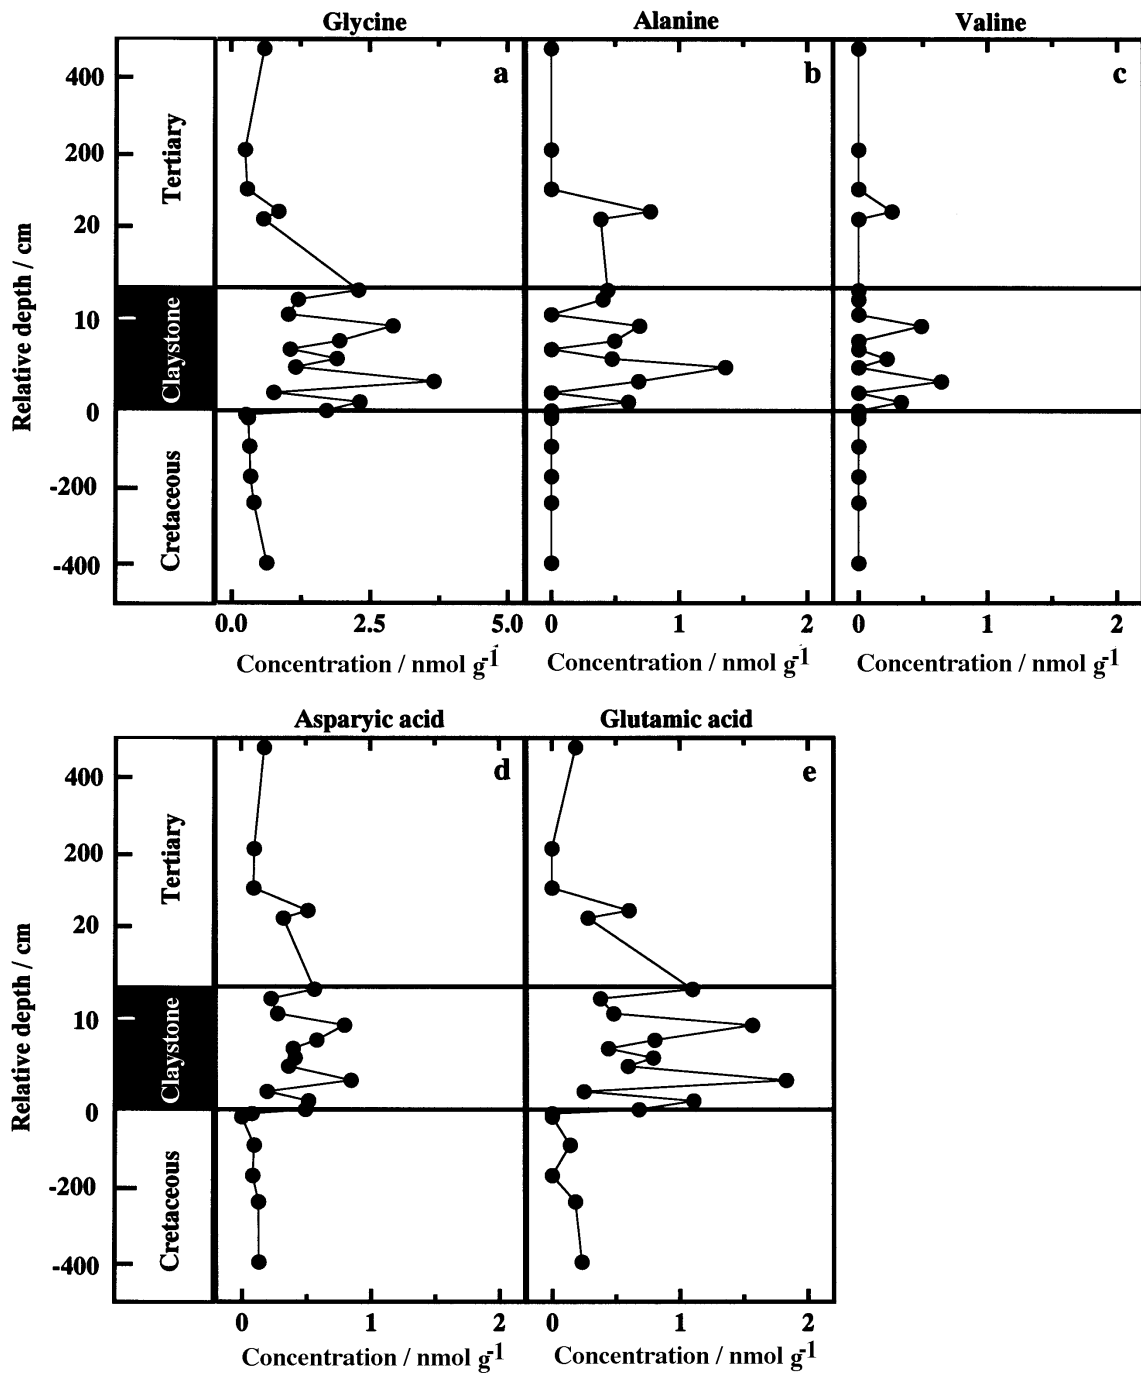 Glycine Alanine Valine
a b c
400
200
20
10
0
-200
-400
Relative depth / cm
Tertiary
Claystone
Cretaceous
0.0 2.5 5.0 0 1 2 0 1 2
Concentration / nmol g-1 Concentration / nmol g-1 Concentration / nmol g-1
Asparyic acid Glutamic acid
d e
400
200
20
10
0
-200
-400
Relative depth / cm
Tertiary
Claystone
Cretaceous
0 1 2 0 1 2
Concentration / nmol g-1 Concentration / nmol g-1